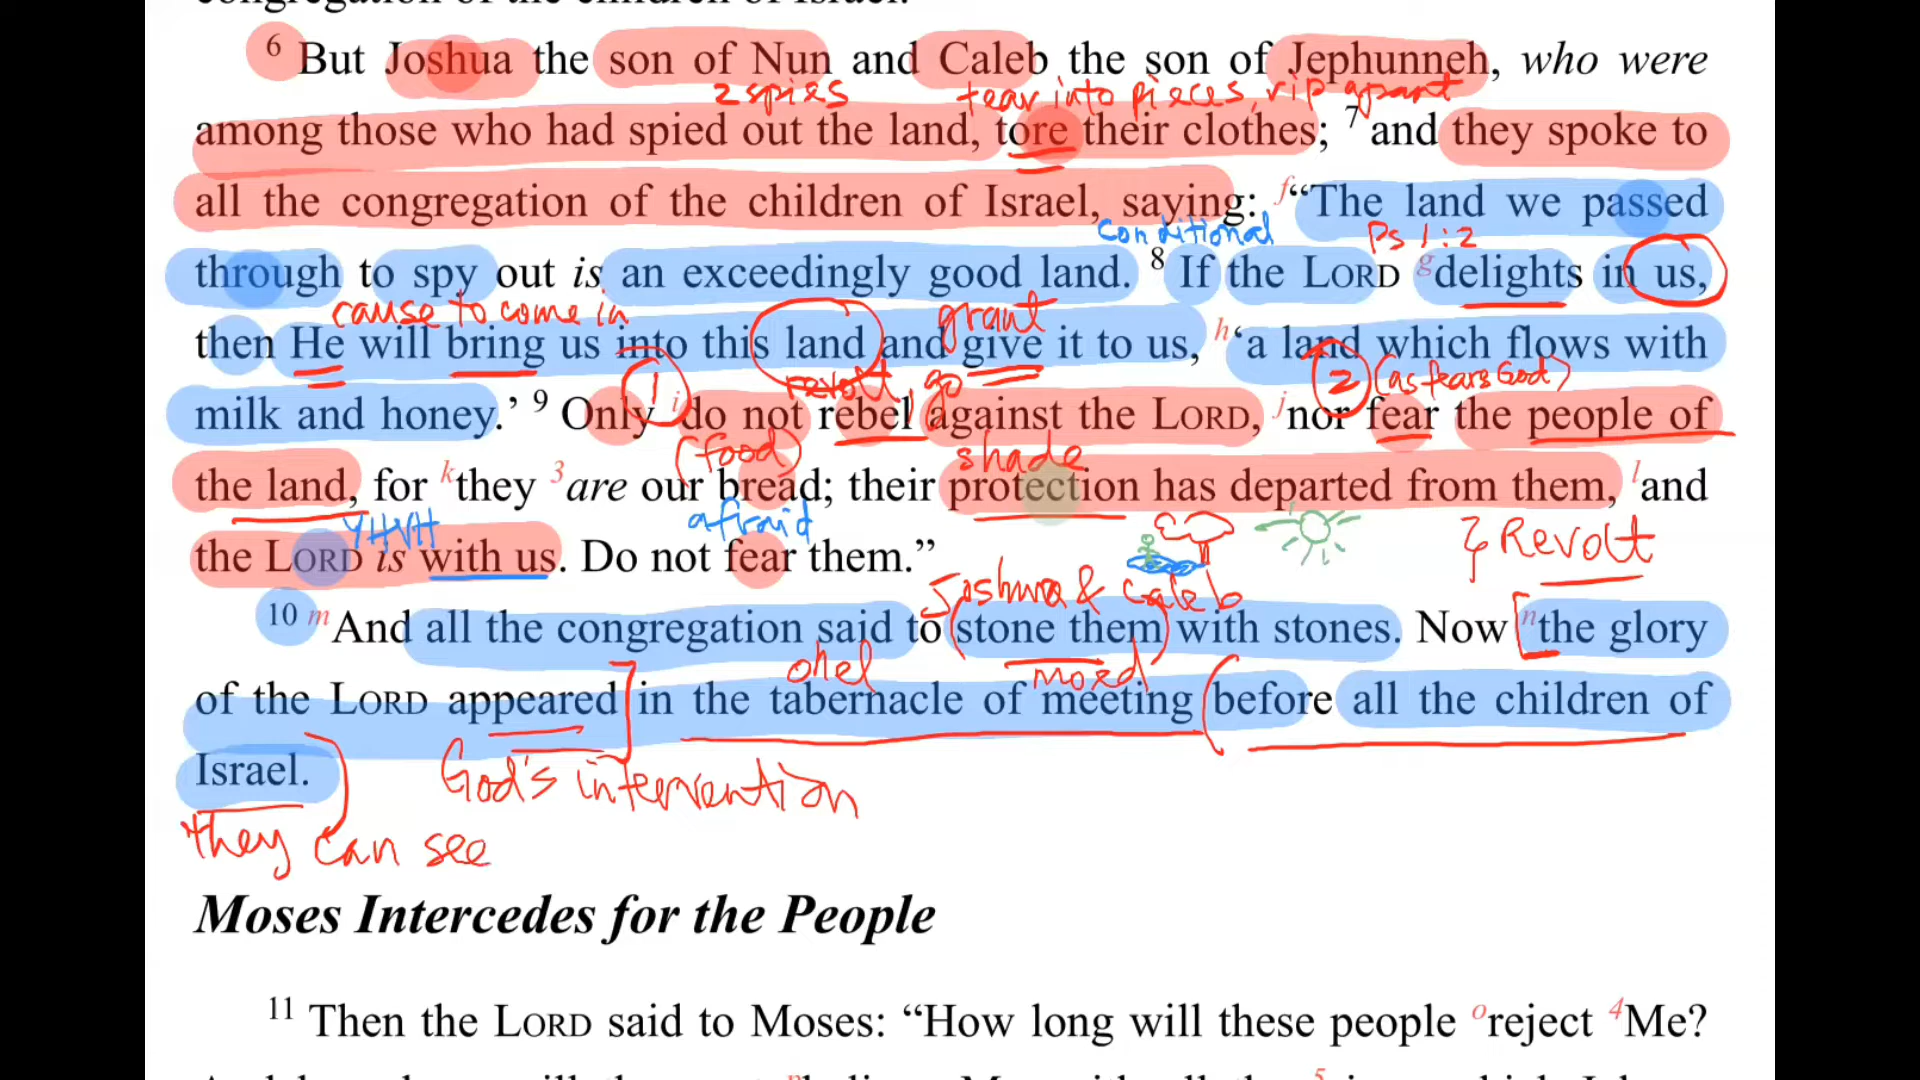 congregation of the children of Israel.
6 But Joshua the son of Nun and Caleb the son of Jephunneh, who were
2 spies tear into pieces, rip apart
among those who had spied out the land, tore their clothes; 7 and they spoke to
all the congregation of the children of Israel, saying: f“The land we passed
conditional Ps 1:2
through to spy out is an exceedingly good land. 8 If the LORD g delights in us,
cause to come in grant
then He will bring us into this land and give it to us, h‘a land which flows with
1 revolt, go 2 (as fears God)
milk and honey.’ 9 Only i do not rebel against the LORD, j nor fear the people of
(food) shade
the land, for k they 3 are our bread; their protection has departed from them, l and
YHVH afraid Revolt
the LORD is with us. Do not fear them.”
Joshua & Caleb
10 m And all the congregation said to stone them with stones. Now n the glory
ohel moed
of the LORD appeared in the tabernacle of meeting before all the children of
Israel.
God's intervention
they can see
Moses Intercedes for the People
11 Then the LORD said to Moses: “How long will these people o reject 4 Me?